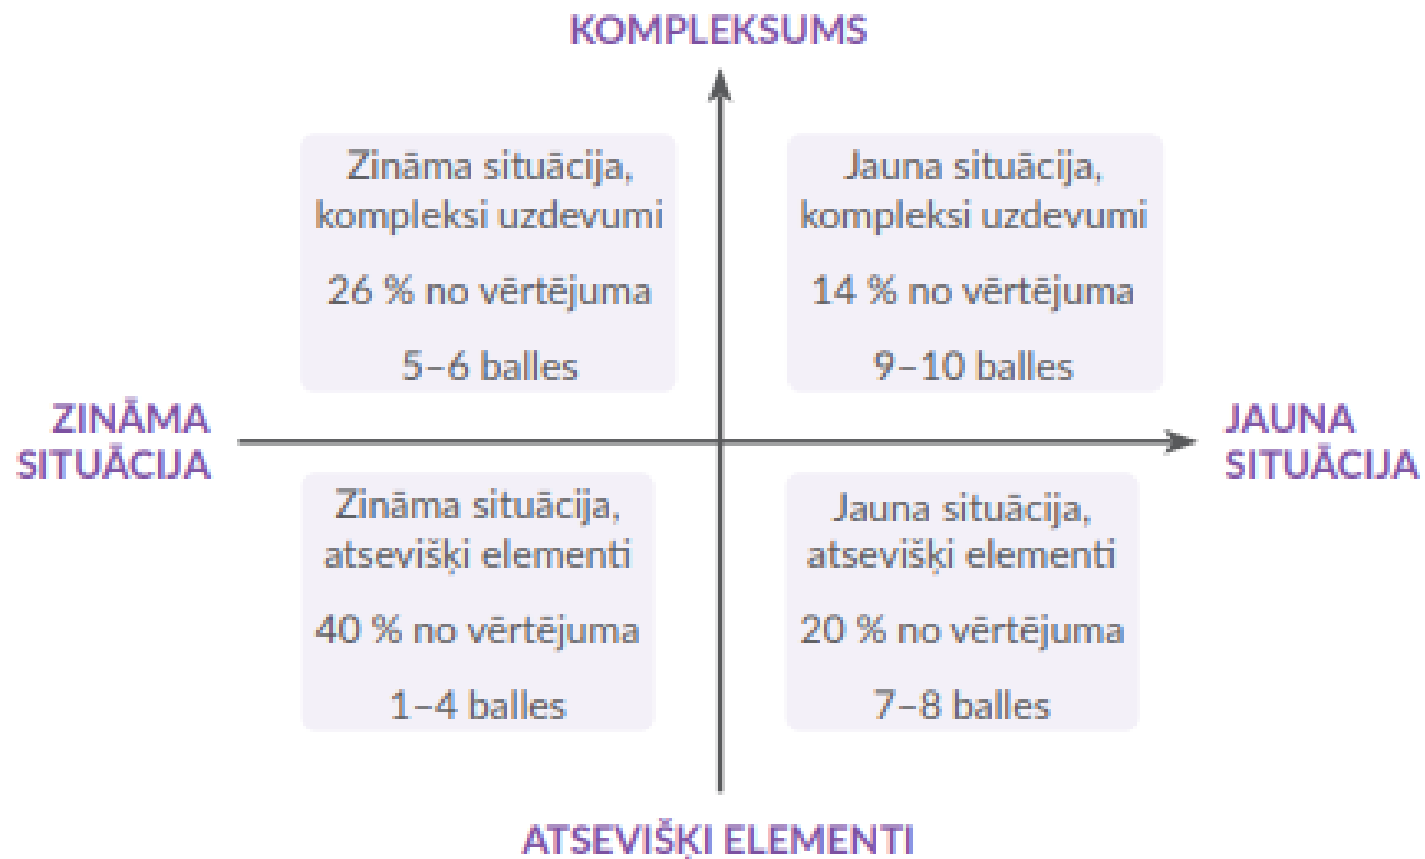 KOMPLEKSUMS
Zināma situācija,
kompleksi uzdevumi
26 % no vērtējuma
5–6 balles
Jauna situācija,
kompleksi uzdevumi
14 % no vērtējuma
9–10 balles
ZINĀMA
SITUĀCIJA
JAUNA
SITUĀCIJA
Zināma situācija,
atsevišķi elementi
40 % no vērtējuma
1–4 balles
Jauna situācija,
atsevišķi elementi
20 % no vērtējuma
7–8 balles
ATSEVIŠĶI ELEMENTI